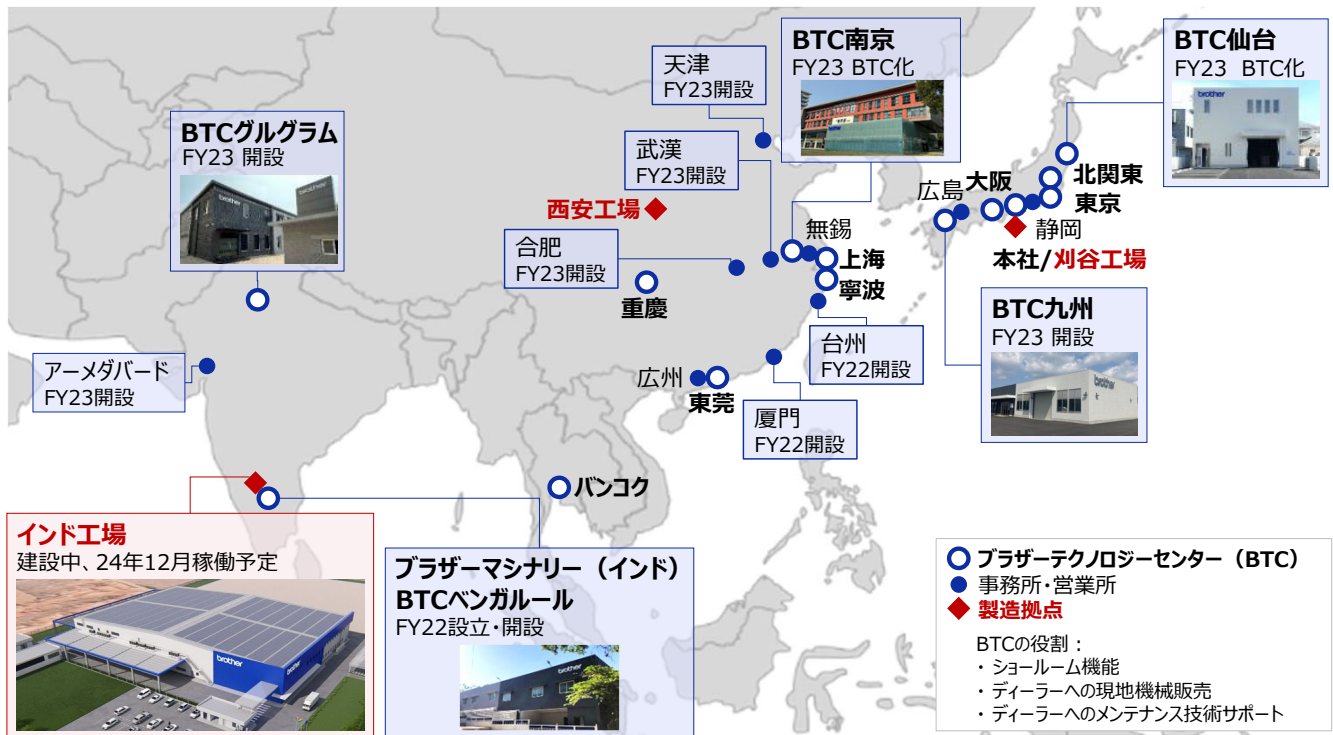 天津
FY23開設
BTC南京
FY23 BTC化
brother
BTC仙台
FY23 BTC化
brother
BTCグルグラム
FY23 開設
brother
brother
武漢
FY23開設
西安工場
合肥
FY23開設
重慶
無錫
上海
寧波
広島
大阪
北関東
東京
静岡
本社/刈谷工場
BTC九州
FY23 開設
brother
台州
FY22開設
アーメダバード
FY23開設
広州
東莞
厦門
FY22開設
バンコク
インド工場
建設中、24年12月稼働予定
brother
brother
ブラザーマシナリー（インド）
BTCベンガルール
FY22設立・開設
brother
ブラザーテクノロジーセンター（BTC）
事務所・営業所
製造拠点
BTCの役割：
・ショールーム機能
・ディーラーへの現地機械販売
・ディーラーへのメンテナンス技術サポート